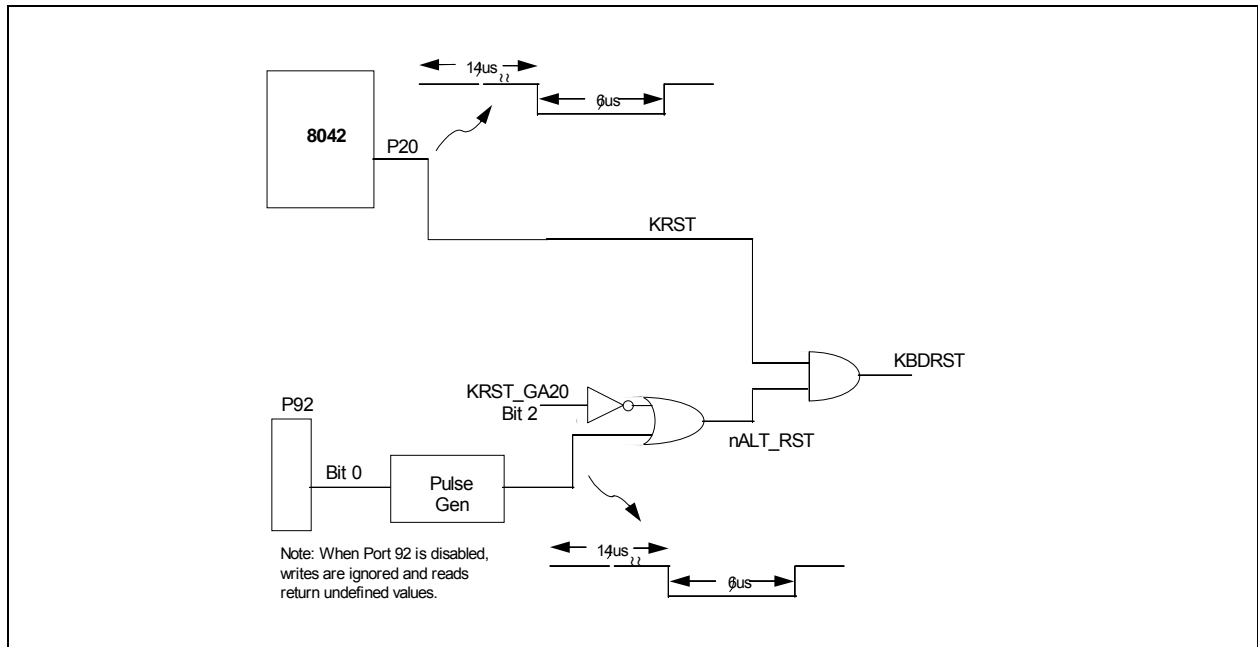 14us
6us
8042
P20
KRST
KBDRST
KRST_GA20
Bit 2
nALT_RST
P92
Bit 0
Pulse
Gen
14us
6us
Note: When Port 92 is disabled,
writes are ignored and reads
return undefined values.